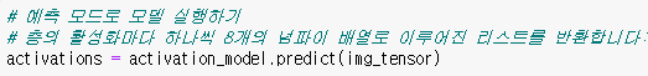 # 예측 모드로 모델 실행하기
# 층의 활성화마다 하나씩 8개의 넘파이 배열로 이루어진 리스트를 반환합니다:
activations = activation_model.predict(img_tensor)